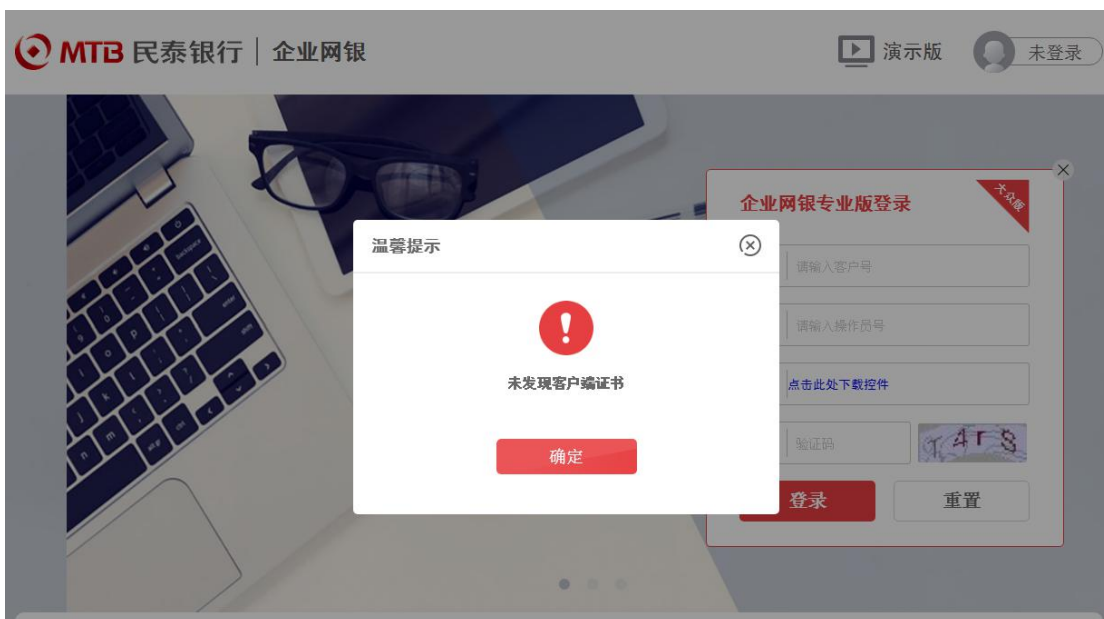 MTB 民泰银行 | 企业网银
演示版
未登录
大众版
企业网银专业版登录
温馨提示
请输入客户号
请输入操作员号
未发现客户端证书
点击此处下载控件
验证码
确定
登录
重置